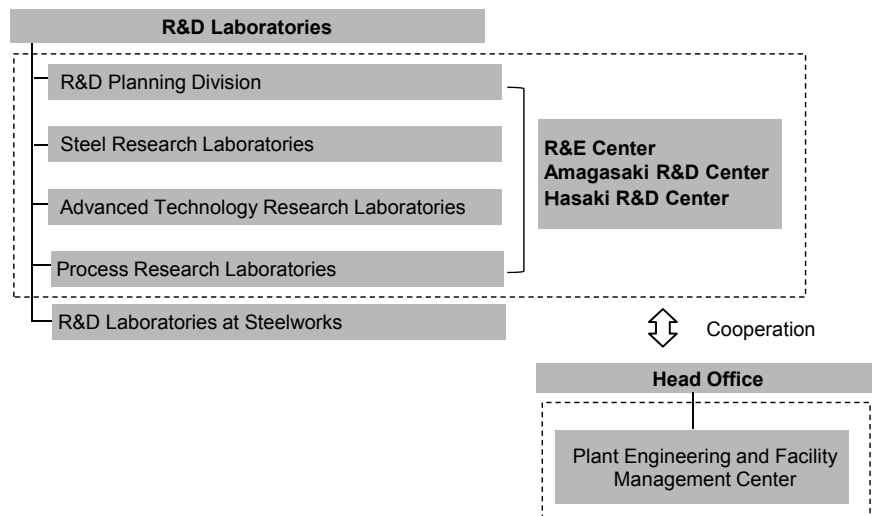 R&D Laboratories
R&D Planning Division
Steel Research Laboratories
Advanced Technology Research Laboratories
Process Research Laboratories
R&D Laboratories at Steelworks
R&E Center
Amagasaki R&D Center
Hasaki R&D Center
Cooperation
Head Office
Plant Engineering and Facility
Management Center